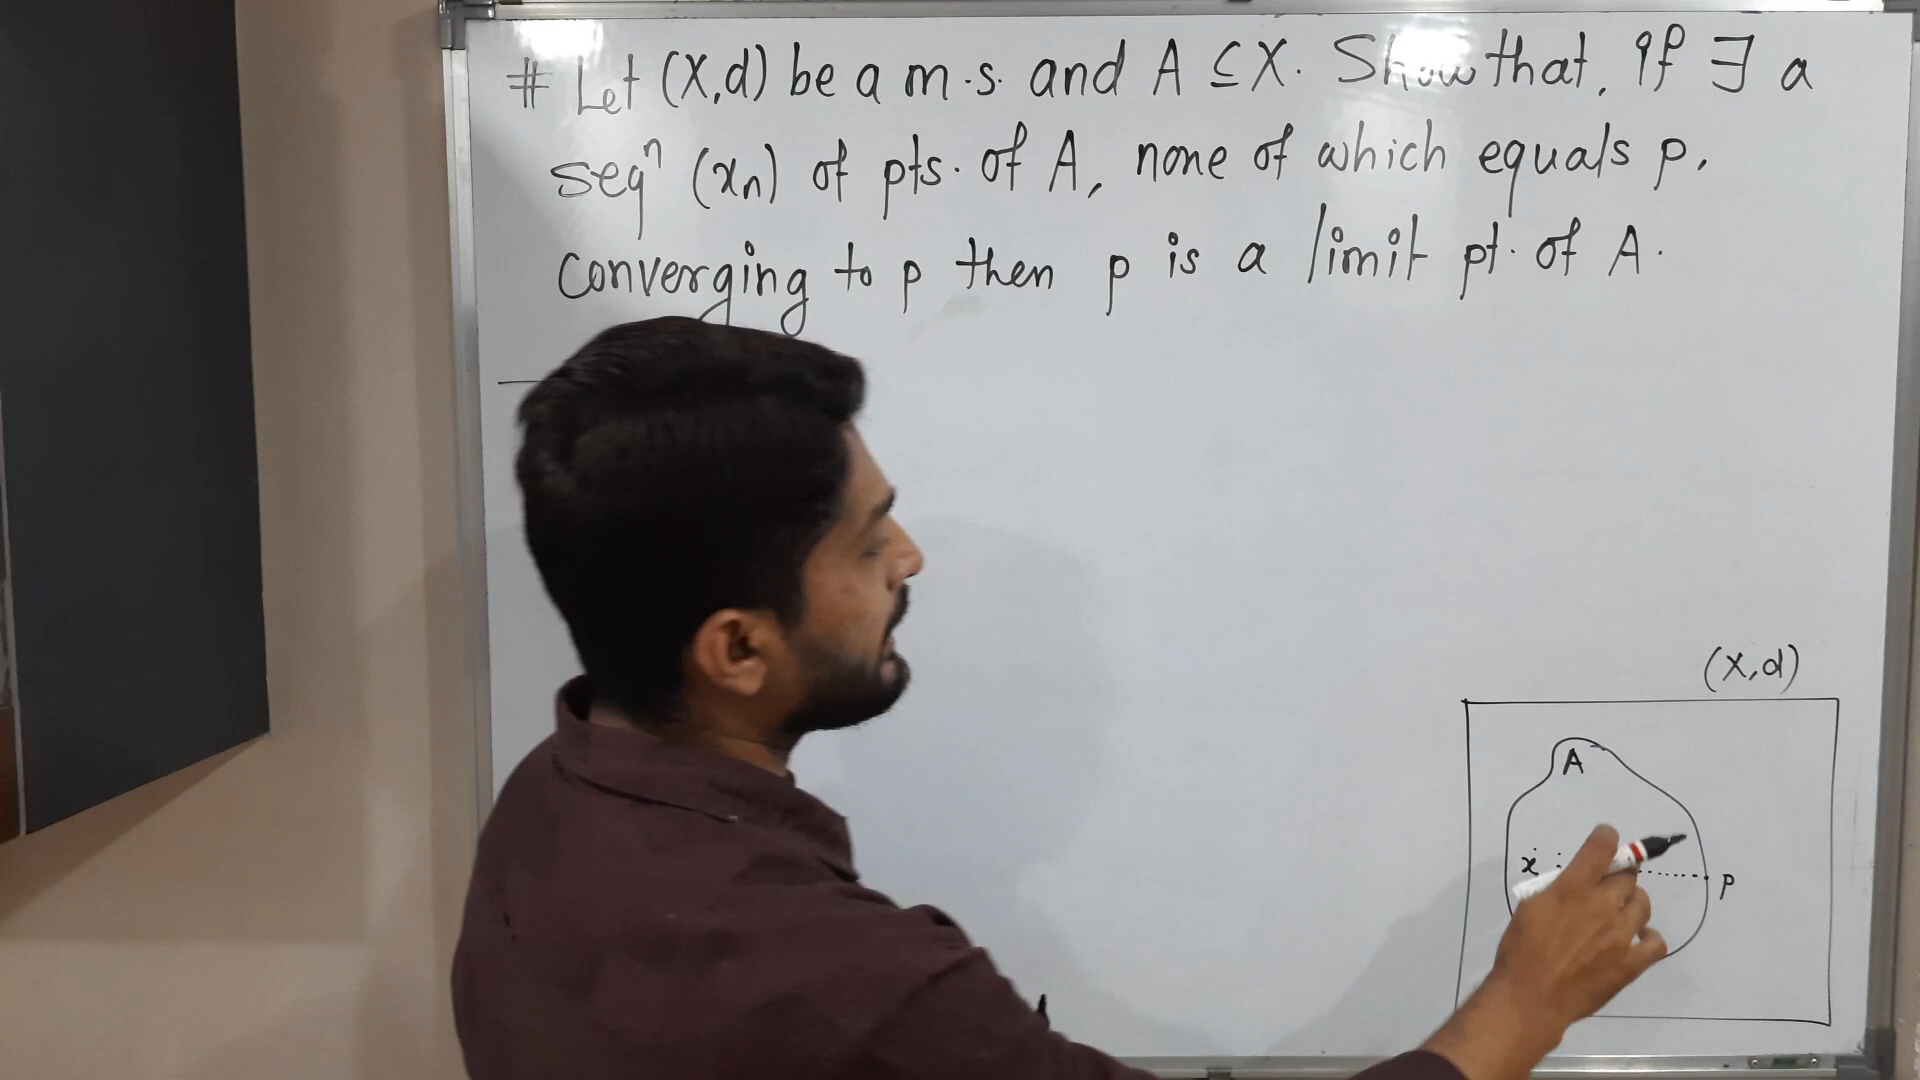 # Let (X,d) be a m.s. and A ⊆ X. Show that, if ∃ a
seqⁿ (xn) of pts. of A, none of which equals p,
converging to p then p is a limit pt. of A.
(X,d)
A
x
p